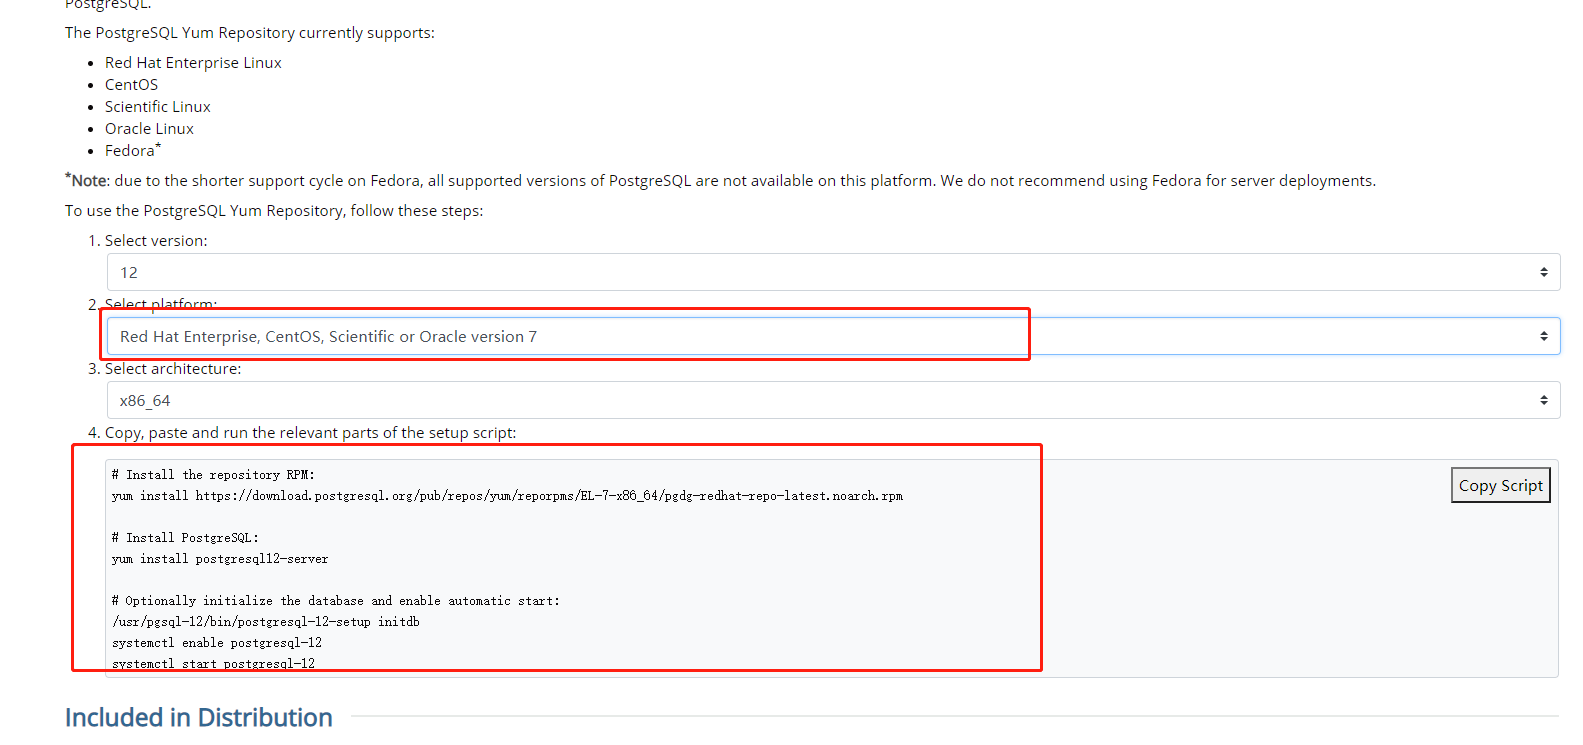 PostgreSQL.
The PostgreSQL Yum Repository currently supports:
Red Hat Enterprise Linux
CentOS
Scientific Linux
Oracle Linux
Fedora*
*Note: due to the shorter support cycle on Fedora, all supported versions of PostgreSQL are not available on this platform. We do not recommend using Fedora for server deployments.
To use the PostgreSQL Yum Repository, follow these steps:
1. Select version:
12
2. Select platform:
Red Hat Enterprise, CentOS, Scientific or Oracle version 7
3. Select architecture:
x86_64
4. Copy, paste and run the relevant parts of the setup script:
# Install the repository RPM:
yum install https://download.postgresql.org/pub/repos/yum/reporpms/EL-7-x86_64/pgdg-redhat-repo-latest.noarch.rpm
Copy Script
# Install PostgreSQL:
yum install postgresql12-server
# Optionally initialize the database and enable automatic start:
/usr/pgsql-12/bin/postgresql-12-setup initdb
systemctl enable postgresql-12
systemctl start postgresql-12
Included in Distribution